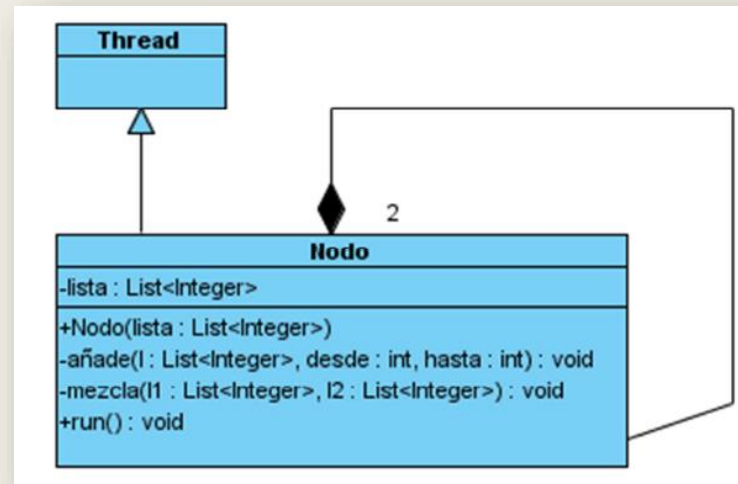 Thread
2
Nodo
-lista : List<Integer>
+Nodo(lista : List<Integer>)
-añade(l : List<Integer>, desde : int, hasta : int) : void
-mezcla(l1 : List<Integer>, l2 : List<Integer>) : void
+run() : void